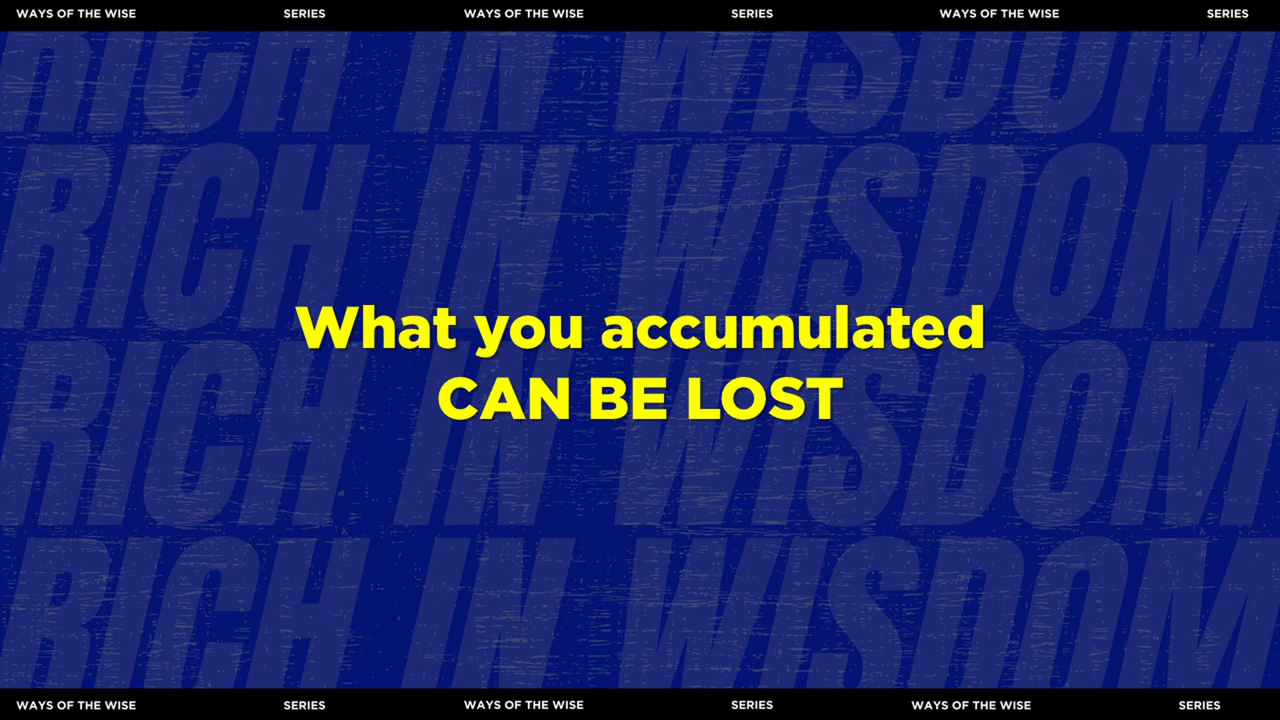 WAYS OF THE WISE SERIES WAYS OF THE WISE SERIES WAYS OF THE WISE SERIES
RICH IN WISDOM
RICH IN WISDOM
What you accumulated
CAN BE LOST
RICH IN WISDOM
RICH IN WISDOM
WAYS OF THE WISE SERIES WAYS OF THE WISE SERIES WAYS OF THE WISE SERIES